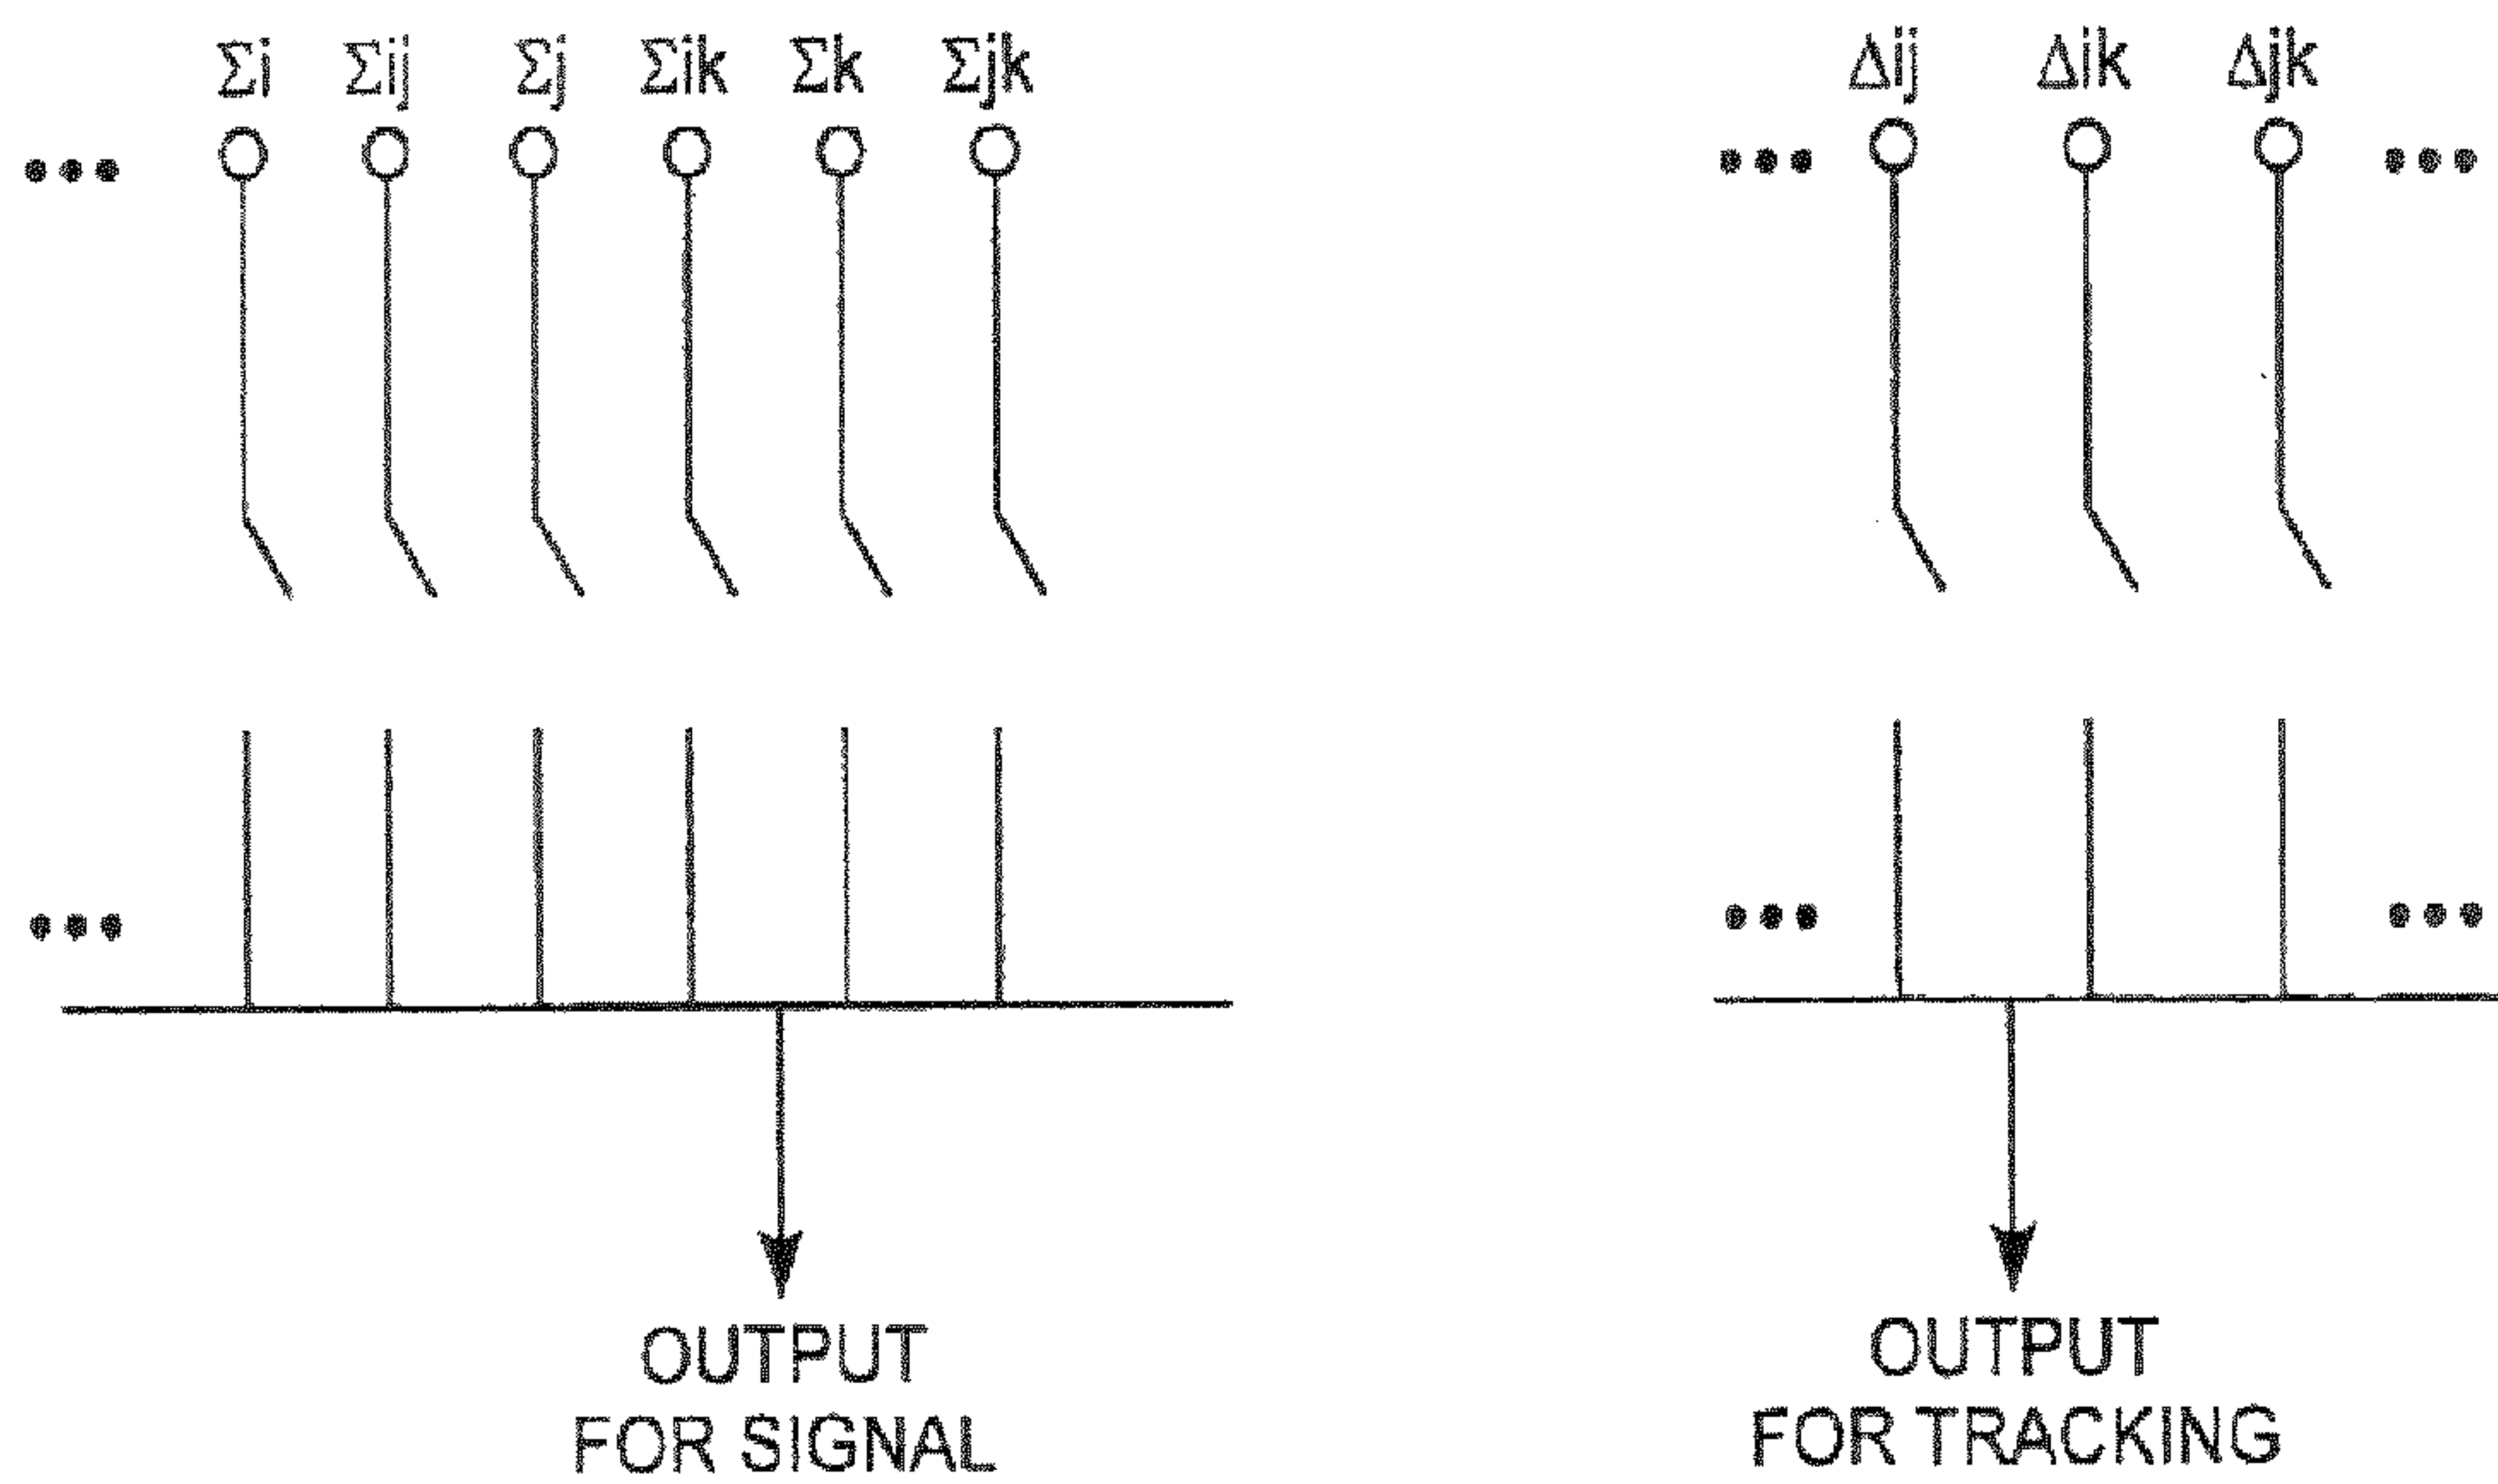 Σi Σij Σj Σik Σk Σjk
Δij Δik Δjk
OUTPUT
FOR SIGNAL
OUTPUT
FOR TRACKING